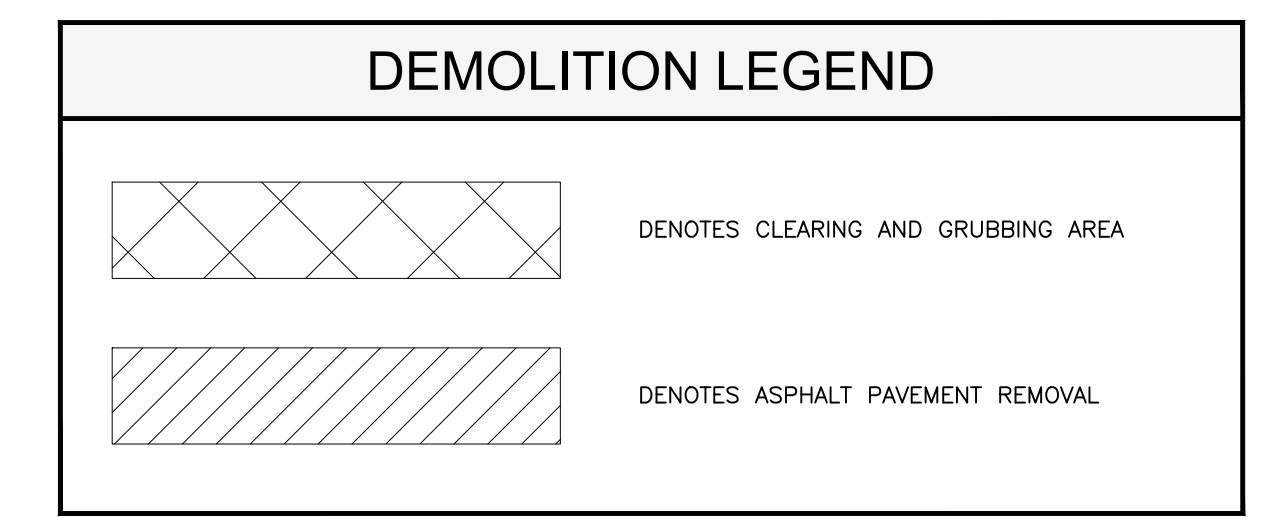 DEMOLITION LEGEND
DENOTES CLEARING AND GRUBBING AREA
DENOTES ASPHALT PAVEMENT REMOVAL